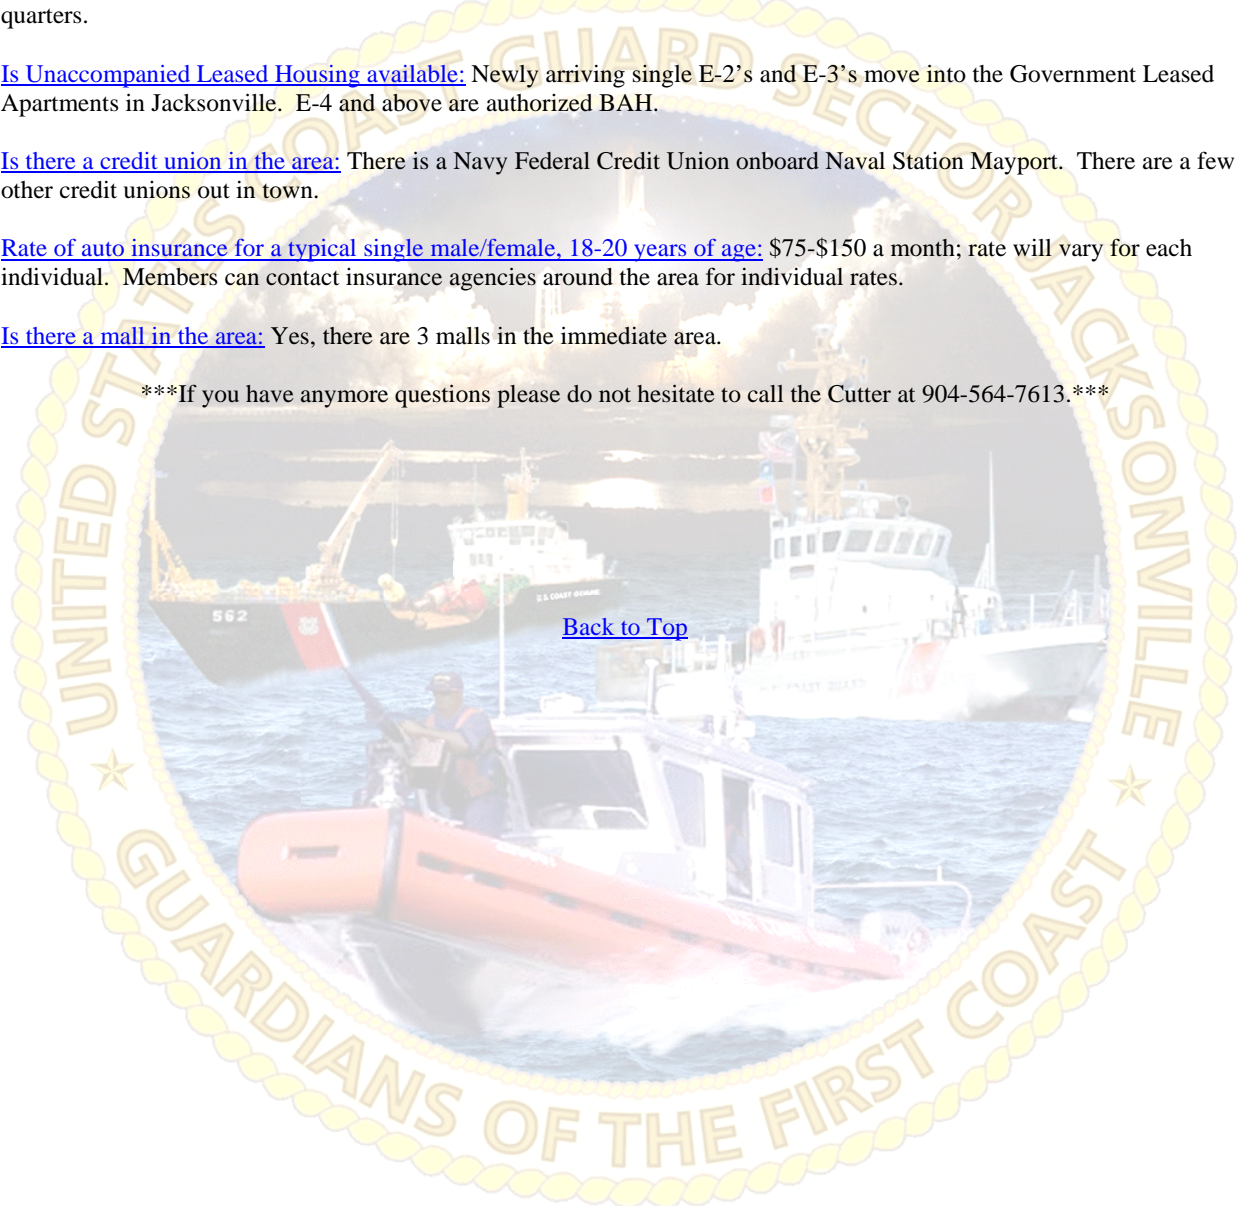 quarters.
Is Unaccompanied Leased Housing available: Newly arriving single E-2’s and E-3’s move into the Government Leased
Apartments in Jacksonville.  E-4 and above are authorized BAH.
Is there a credit union in the area: There is a Navy Federal Credit Union onboard Naval Station Mayport.  There are a few
other credit unions out in town.
Rate of auto insurance for a typical single male/female, 18-20 years of age: $75-$150 a month; rate will vary for each
individual.  Members can contact insurance agencies around the area for individual rates.
Is there a mall in the area: Yes, there are 3 malls in the immediate area.
***If you have anymore questions please do not hesitate to call the Cutter at 904-564-7613.***
Back to Top
UNITED STATES COAST GUARD SECTOR JACKSONVILLE
GUARDIANS OF THE FIRST COAST
562
U.S. COAST GUARD
U.S. COAST GUARD